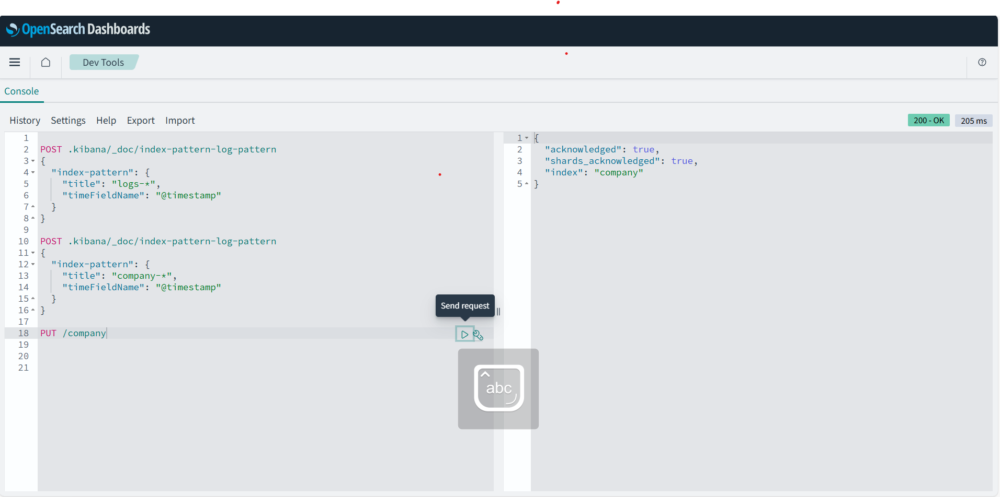 OpenSearch Dashboards
Dev Tools
Console
History Settings Help Export Import
200 - OK 205 ms
1
2 POST .kibana/_doc/index-pattern-log-pattern
3 {
4 "index-pattern": {
5 "title": "logs-*",
6 "timeFieldName": "@timestamp"
7 }
8 }
9
10 POST .kibana/_doc/index-pattern-log-pattern
11 {
12 "index-pattern": {
13 "title": "company-*",
14 "timeFieldName": "@timestamp"
15 }
16 }
17
18 PUT /company
19
20
21
Send request
abc
1 {
2 "acknowledged": true,
3 "shards_acknowledged": true,
4 "index": "company"
5 }